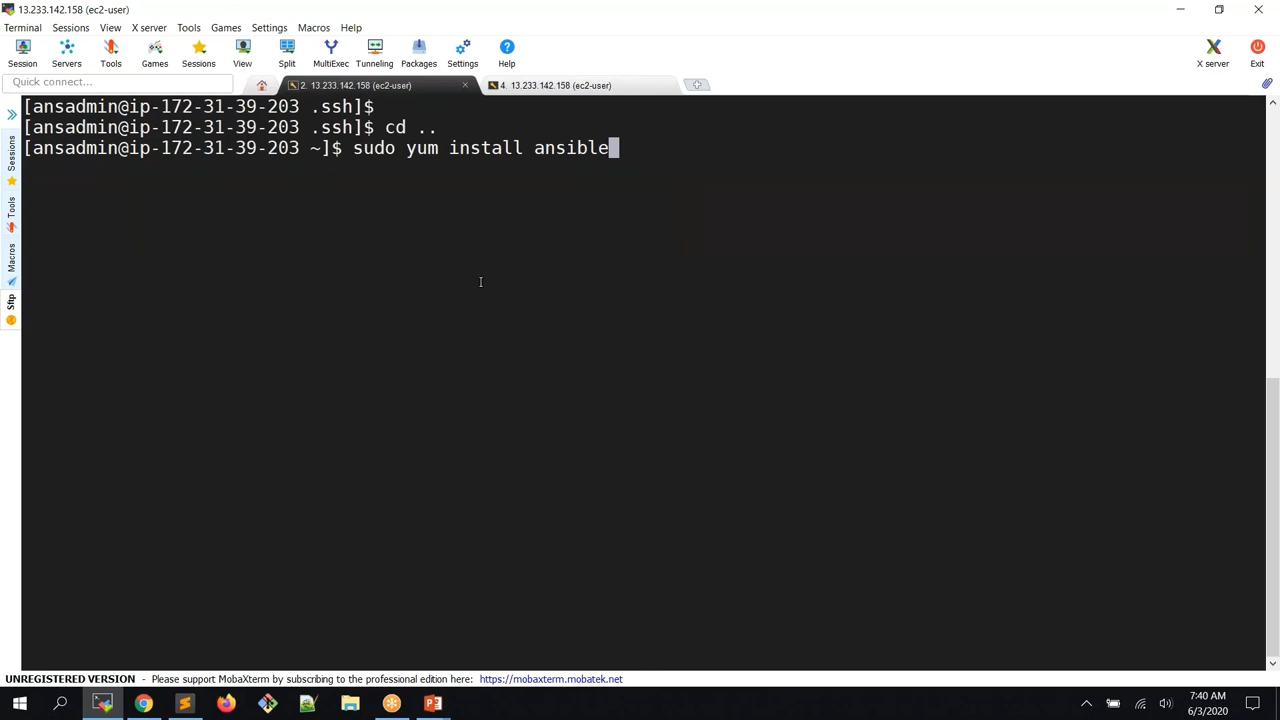 13.233.142.158 (ec2-user)
Terminal Sessions View X server Tools Games Settings Macros Help
Session Servers Tools Games Sessions View Split MultiExec Tunneling Packages Settings Help X server Exit
Quick connect...
2. 13.233.142.158 (ec2-user)
4. 13.233.142.158 (ec2-user)
[ansadmin@ip-172-31-39-203 .ssh]$
[ansadmin@ip-172-31-39-203 .ssh]$ cd ..
[ansadmin@ip-172-31-39-203 ~]$ sudo yum install ansible
Sessions
Tools
Macros
Sftp
UNREGISTERED VERSION - Please support MobaXterm by subscribing to the professional edition here: https://mobaxterm.mobatek.net
7:40 AM
6/3/2020